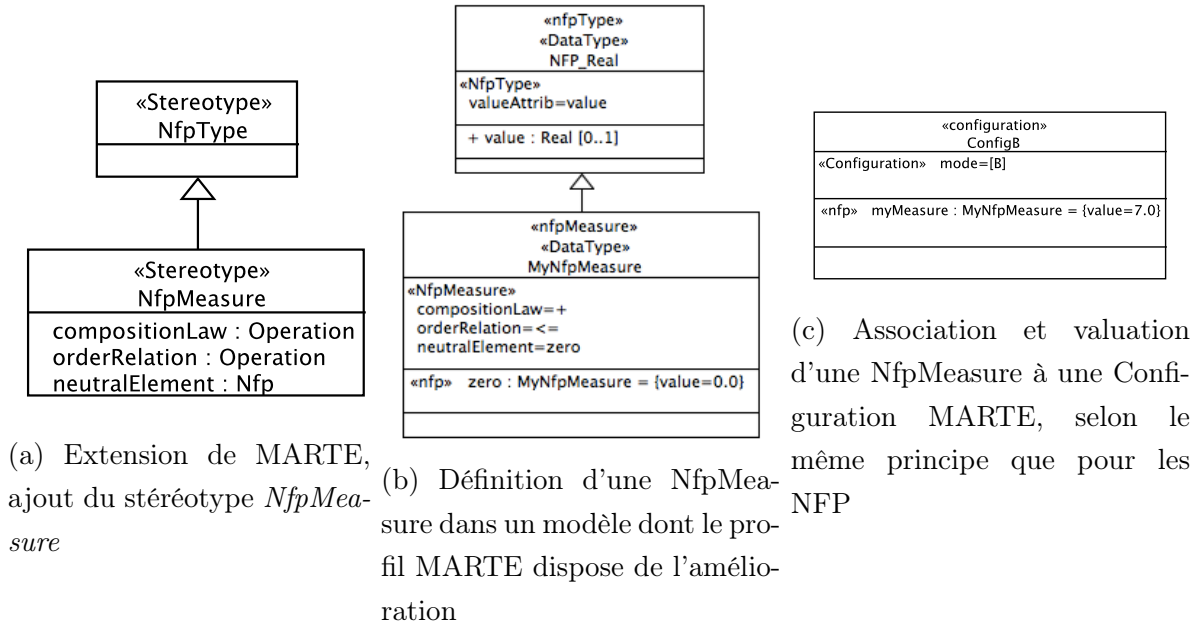 «Stereotype»
NfpType
«Stereotype»
NfpMeasure
compositionLaw : Operation
orderRelation : Operation
neutralElement : Nfp
(a) Extension de MARTE,
ajout du stéréotype NfpMea-
sure
«nfpType»
«DataType»
NFP_Real
«NfpType»
valueAttrib=value
+ value : Real [0..1]
«nfpMeasure»
«DataType»
MyNfpMeasure
«NfpMeasure»
compositionLaw=+
orderRelation=<=
neutralElement=zero
«nfp» zero : MyNfpMeasure = {value=0.0}
(b) Définition d'une NfpMea-
sure dans un modèle dont le pro-
fil MARTE dispose de l'amélio-
ration
«configuration»
ConfigB
«Configuration» mode=[B]
«nfp» myMeasure : MyNfpMeasure = {value=7.0}
(c) Association et valuation
d'une NfpMeasure à une Confi-
guration MARTE, selon le
même principe que pour les
NFP